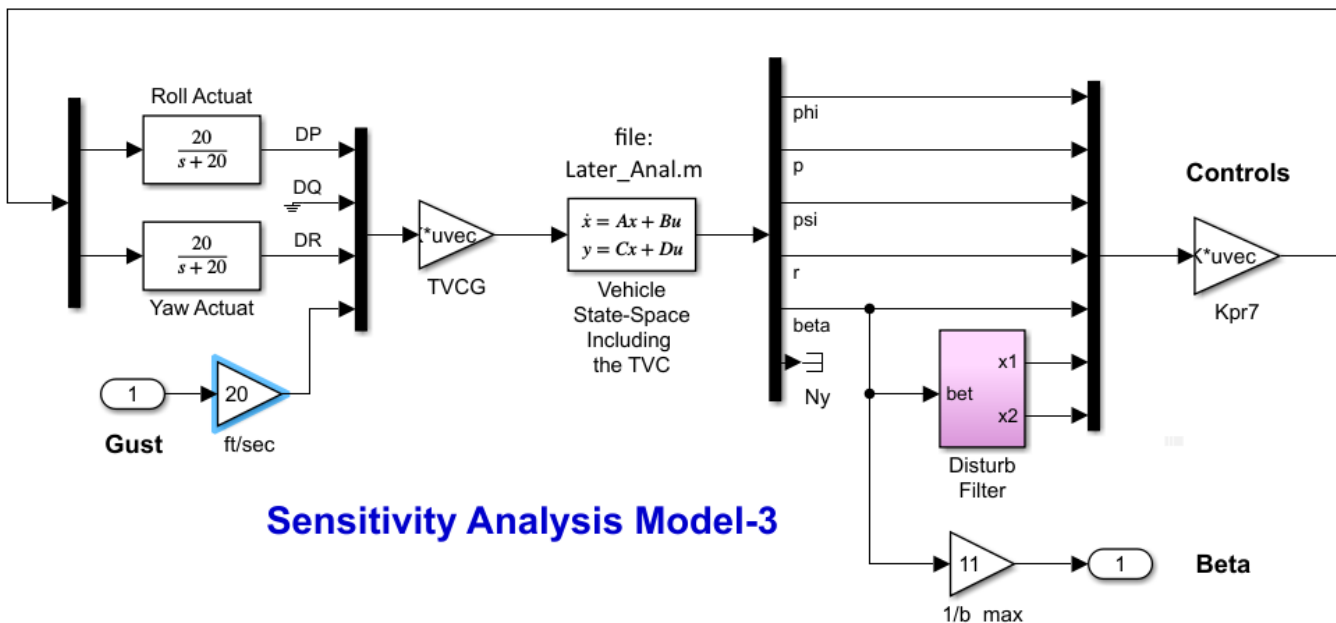 Roll Actuat
20
s + 20
DP
DQ
20
s + 20
DR
Yaw Actuat
1
Gust
20
ft/sec
K*uvec
TVCG
file:
Later_Anal.m
ẋ = Ax + Bu
y = Cx + Du
Vehicle
State-Space
Including
the TVC
phi
p
psi
r
beta
Ny
bet
x1
x2
Disturb
Filter
Controls
K*uvec
Kpr7
Sensitivity Analysis Model-3
11
1/b max
1
Beta